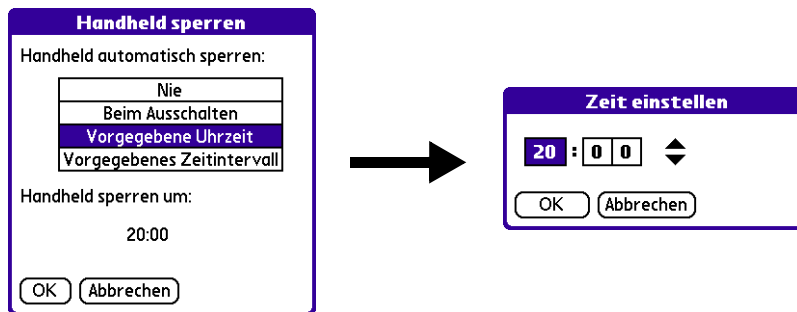 Handheld sperren
Handheld automatisch sperren:
Nie
Beim Ausschalten
Vorgegebene Uhrzeit
Vorgegebenes Zeitintervall
Handheld sperren um:
20:00
OK Abbrechen
Zeit einstellen
20 : 0 0
OK Abbrechen